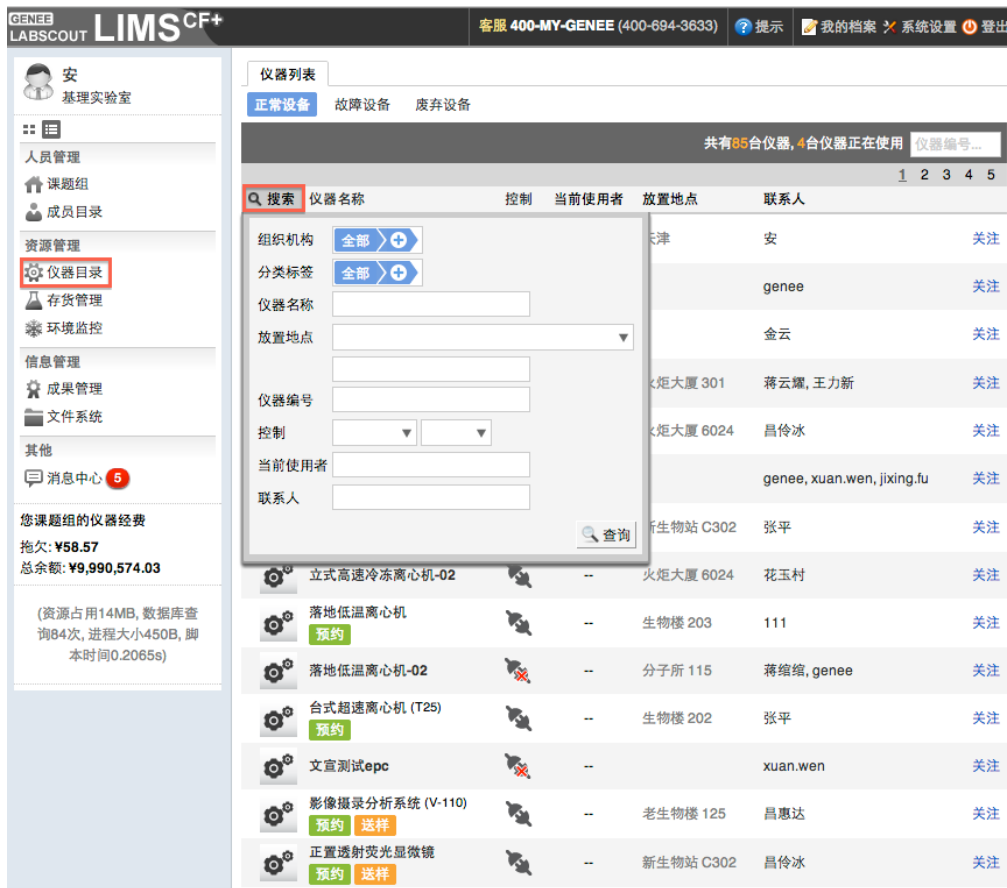 GENEE
LABSCOUT LIMS CF+
客服 400-MY-GENEE (400-694-3633) 提示 我的档案 系统设置 登出
安
基理实验室
人员管理
课题组
成员目录
资源管理
仪器目录
存货管理
环境监控
信息管理
成果管理
文件系统
其他
消息中心 5
您课题组的仪器经费
拖欠: ¥58.57
总余额: ¥9,990,574.03
(资源占用14MB, 数据库查
询84次, 进程大小450B, 脚
本时间0.2065s)
仪器列表
正常设备 故障设备 废弃设备
共有85台仪器, 4台仪器正在使用 仪器编号...
1 2 3 4 5
搜索 仪器名称 控制 当前使用者 放置地点 联系人
组织机构 全部
分类标签 全部
仪器名称
放置地点
仪器编号
控制
当前使用者
联系人
查询
津 安 关注
genee 关注
金云 关注
炬大厦 301 蒋云耀, 王力新 关注
炬大厦 6024 昌伶冰 关注
genee, xuan.wen, jixing.fu 关注
生物站 C302 张平 关注
立式高速冷冻离心机-02 -- 火炬大厦 6024 花玉村 关注
落地低温离心机
预约 -- 生物楼 203 111 关注
落地低温离心机-02 -- 分子所 115 蒋绾绾, genee 关注
台式超速离心机 (T25)
预约 -- 生物楼 202 张平 关注
文宣测试epc -- xuan.wen 关注
影像摄录分析系统 (V-110)
预约 送样 -- 老生物楼 125 昌惠达 关注
正置透射荧光显微镜
预约 送样 -- 新生物站 C302 昌伶冰 关注